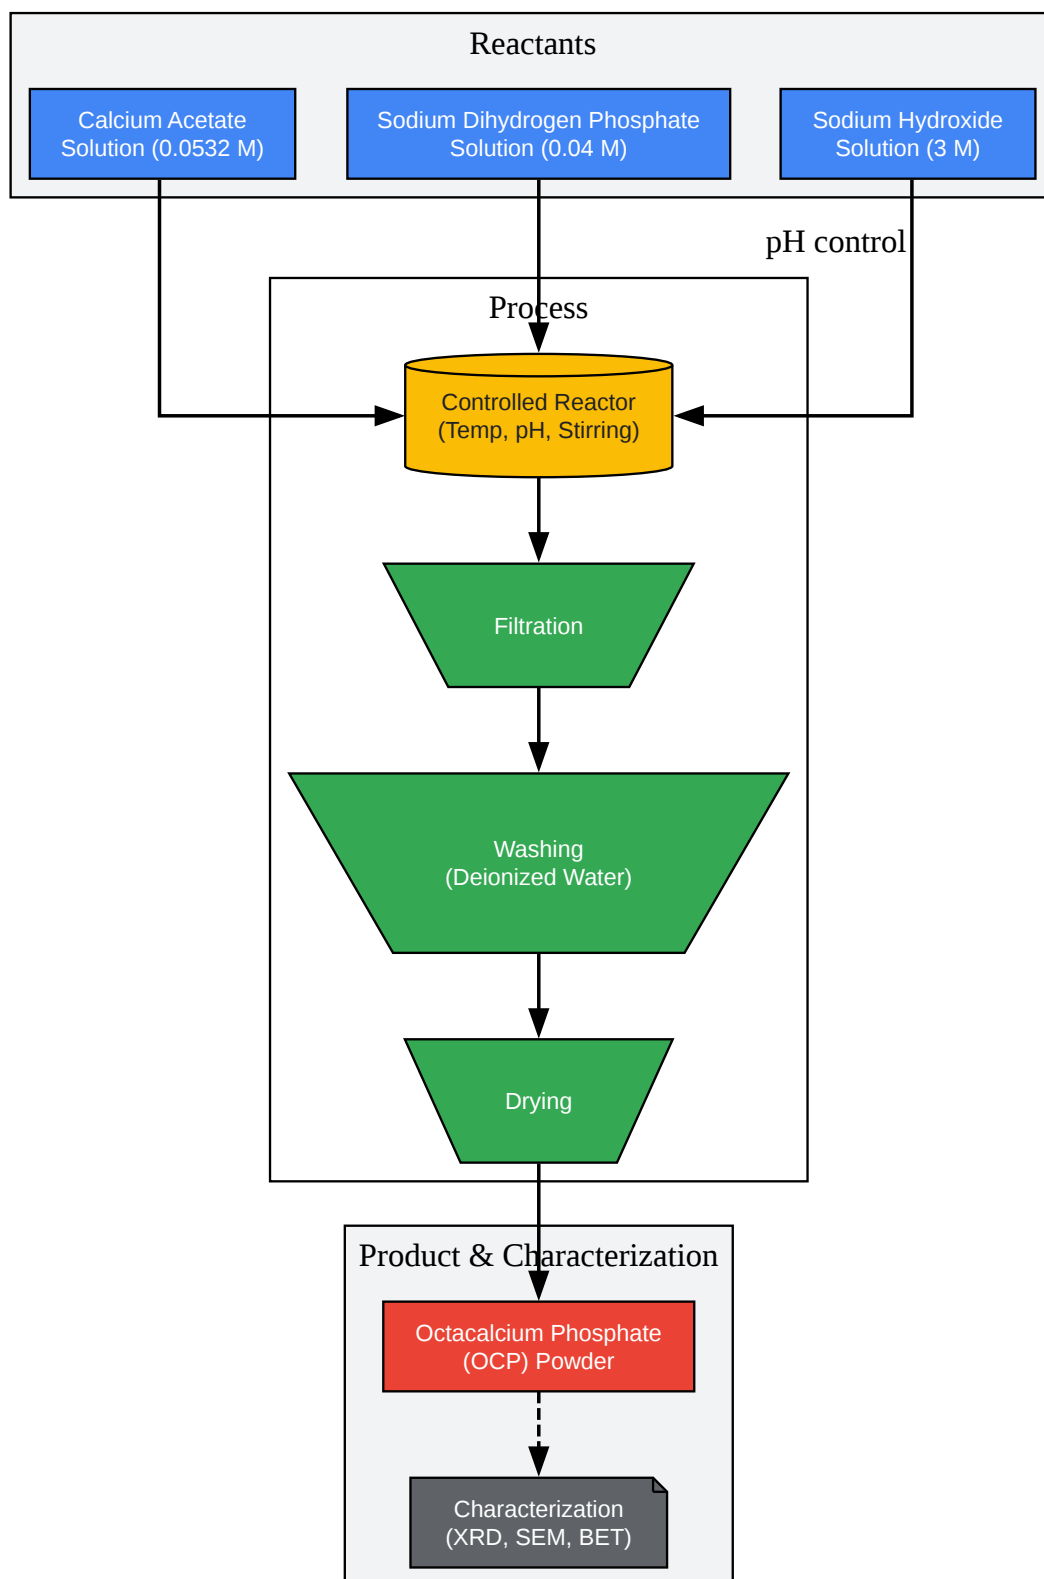 Reactants
Calcium Acetate
Solution (0.0532 M)
Sodium Dihydrogen Phosphate
Solution (0.04 M)
Sodium Hydroxide
Solution (3 M)
pH control
Process
Controlled Reactor
(Temp, pH, Stirring)
Filtration
Washing
(Deionized Water)
Drying
Product & Characterization
Octacalcium Phosphate
(OCP) Powder
Characterization
(XRD, SEM, BET)